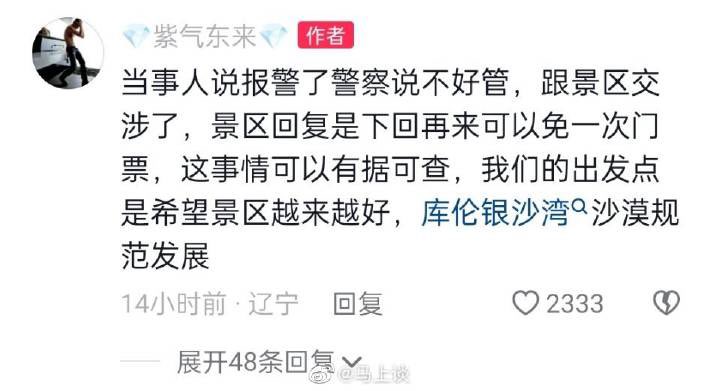 💎紫气东来💎 作者
当事人说报警了警察说不好管，跟景区交
涉了，景区回复是下回再来可以免一次门
票，这事情可以有据可查，我们的出发点
是希望景区越来越好，库伦银沙湾沙漠规
范发展
14小时前 · 辽宁 回复 2333
展开48条回复
@马上谈